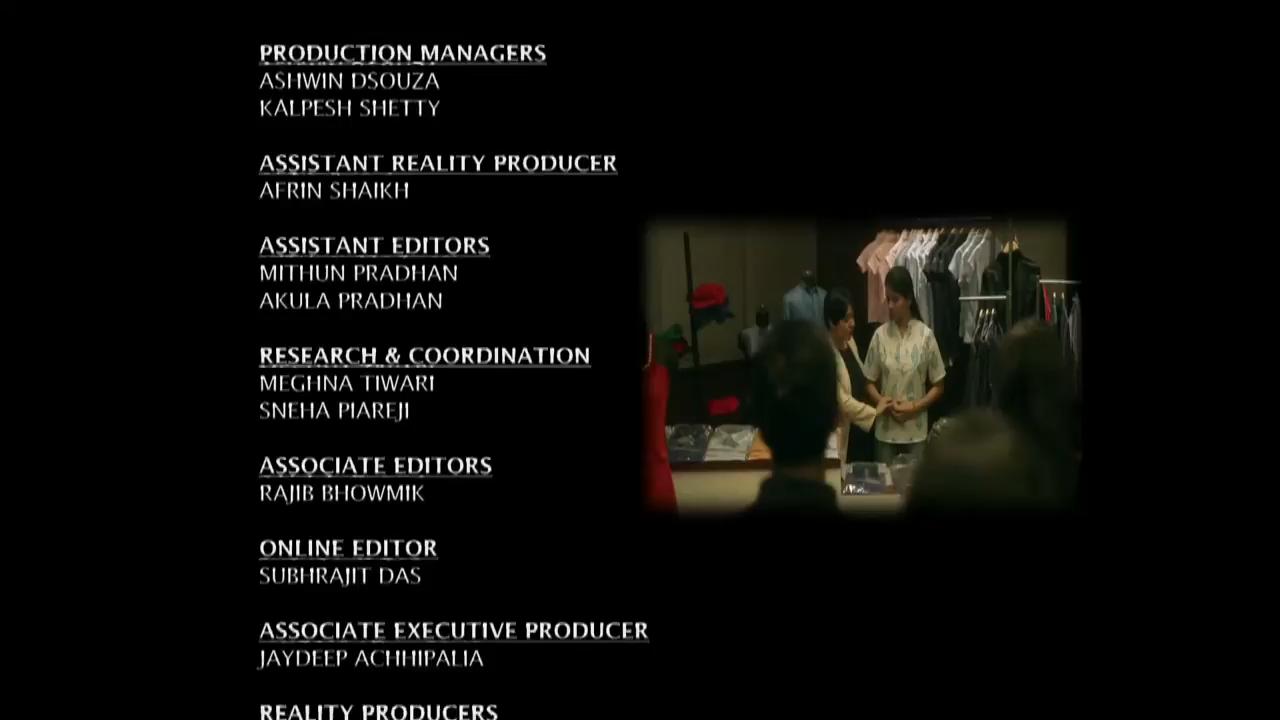 PRODUCTION MANAGERS
ASHWIN DSOUZA
KALPESH SHETTY
ASSISTANT REALITY PRODUCER
AFRIN SHAIKH
ASSISTANT EDITORS
MITHUN PRADHAN
AKULA PRADHAN
RESEARCH & COORDINATION
MEGHNA TIWARI
SNEHA PIAREJI
ASSOCIATE EDITORS
RAJIB BHOWMIK
ONLINE EDITOR
SUBHRAJIT DAS
ASSOCIATE EXECUTIVE PRODUCER
JAYDEEP ACHHIPALIA
REALITY PRODUCERS